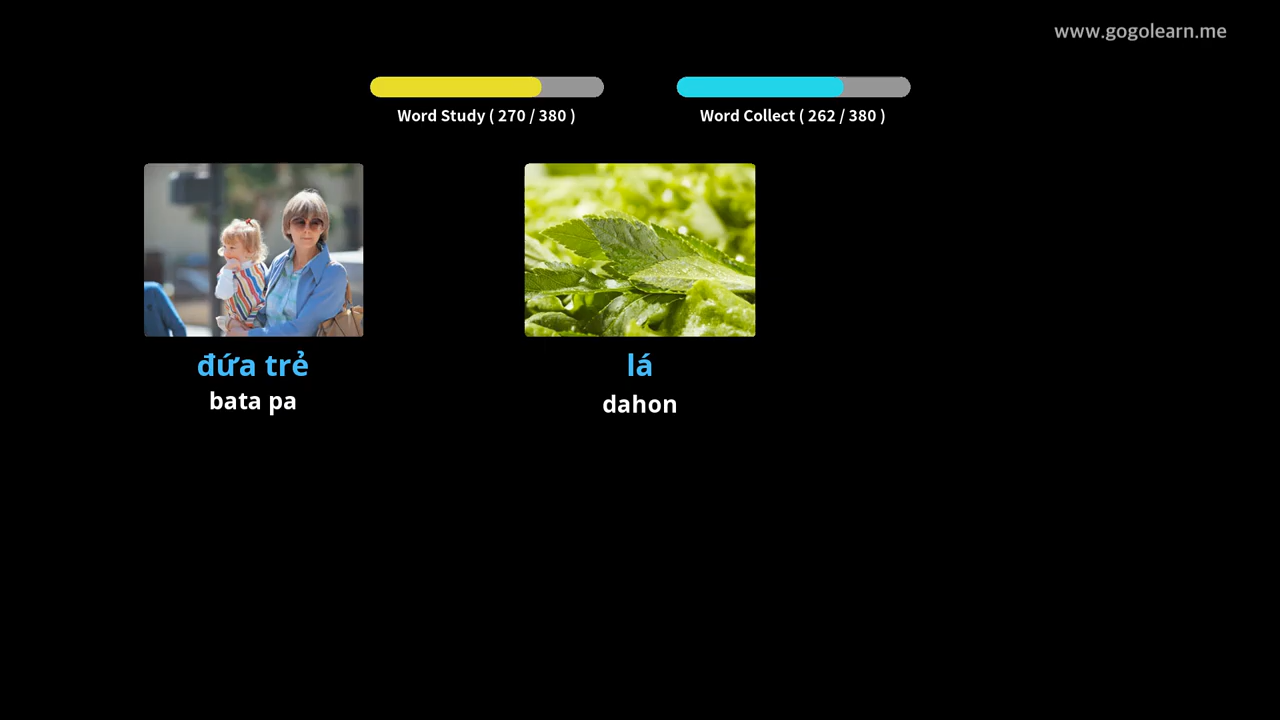 www.gogolearn.me
Word Study ( 270 / 380 )
Word Collect ( 262 / 380 )
đứa trẻ
bata pa
lá
dahon